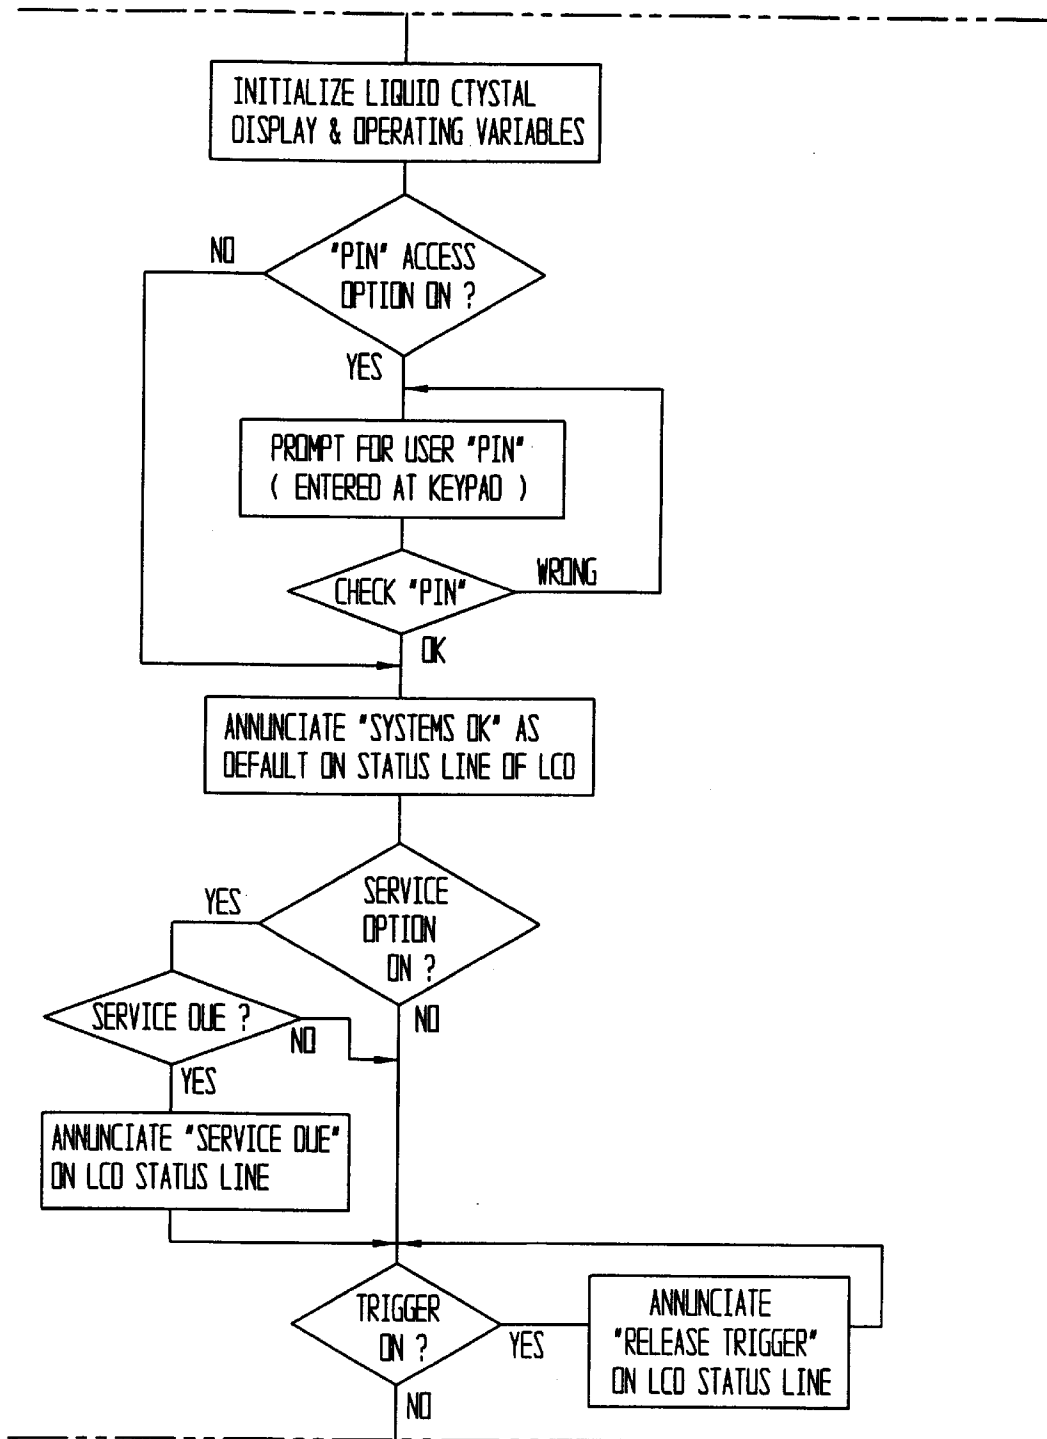 INITIALIZE LIQUID CTYSTAL
DISPLAY & OPERATING VARIABLES
NO
"PIN" ACCESS
OPTION ON ?
YES
PROMPT FOR USER "PIN"
( ENTERED AT KEYPAD )
WRONG
CHECK "PIN"
OK
ANNUNCIATE "SYSTEMS OK" AS
DEFAULT ON STATUS LINE OF LCD
YES
SERVICE
OPTION
ON ?
SERVICE DUE ?
NO
NO
YES
ANNUNCIATE "SERVICE DUE"
ON LCD STATUS LINE
TRIGGER
ON ?
YES
ANNUNCIATE
"RELEASE TRIGGER"
ON LCD STATUS LINE
NO